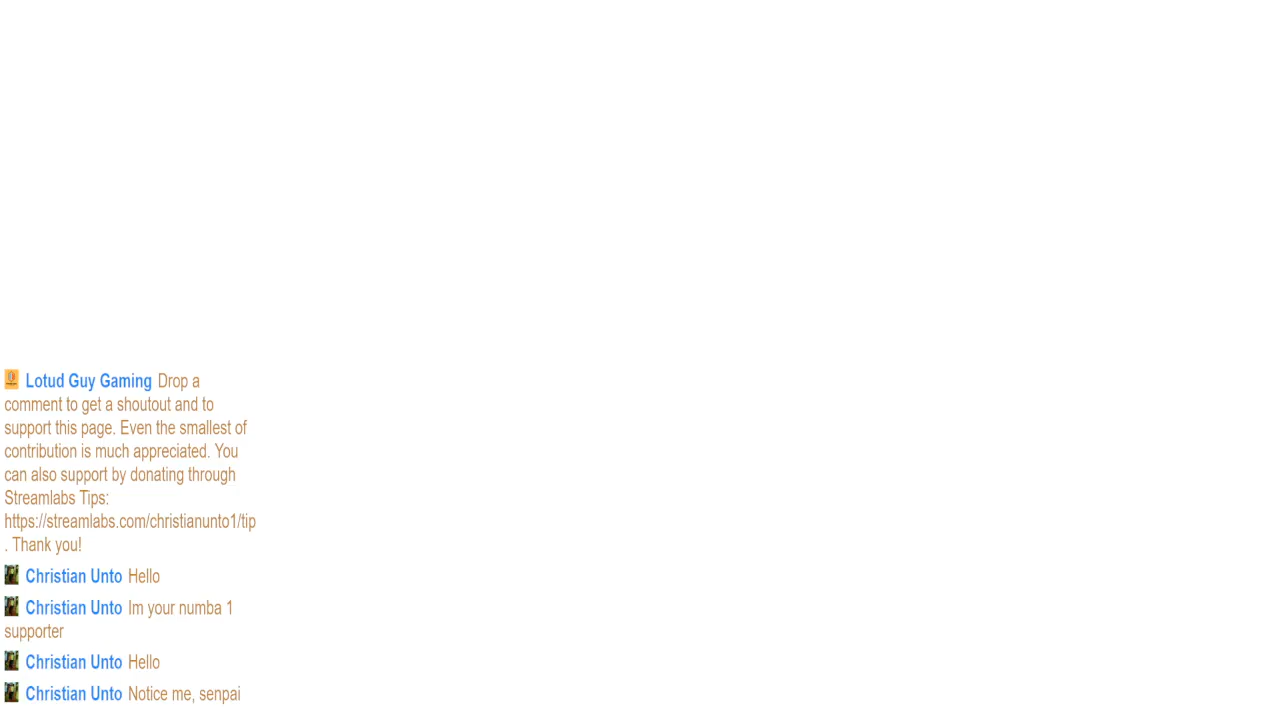 Lotud Guy Gaming Drop a
comment to get a shoutout and to
support this page. Even the smallest of
contribution is much appreciated. You
can also support by donating through
Streamlabs Tips:
https://streamlabs.com/christianunto1/tip
. Thank you!
Christian Unto Hello
Christian Unto Im your numba 1
supporter
Christian Unto Hello
Christian Unto Notice me, senpai